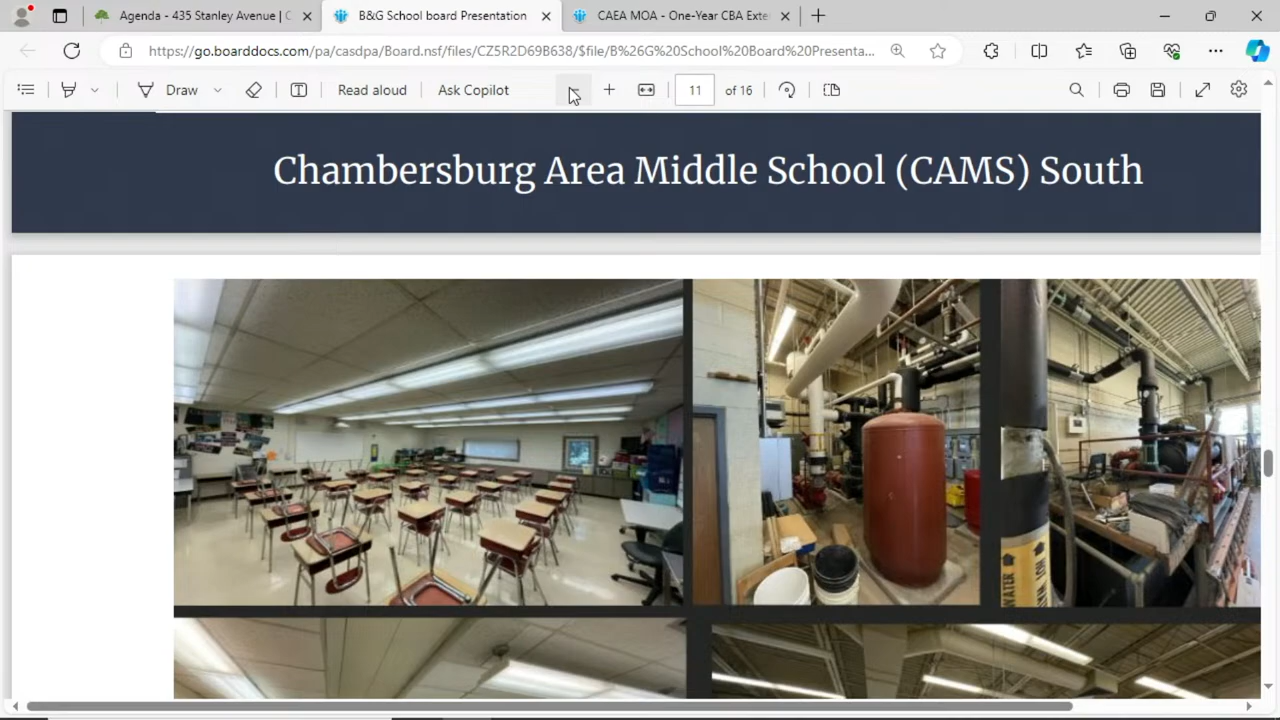 Agenda - 435 Stanley Avenue | C
B&G School board Presentation
CAEA MOA - One-Year CBA Exte
https://go.boarddocs.com/pa/casdpa/Board.nsf/files/CZ5R2D69B638/$file/B%26G%20School%20Board%20Presenta...
Draw
Read aloud
Ask Copilot
11
of 16
Chambersburg Area Middle School (CAMS) South